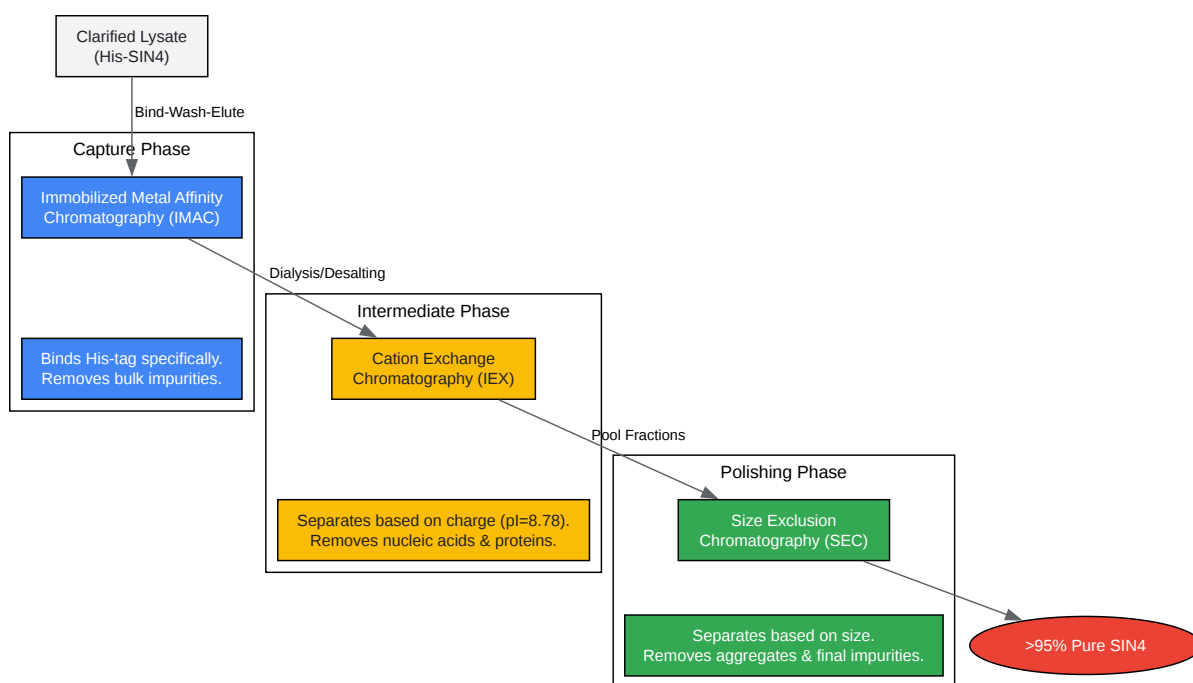 Clarified Lysate
(His-SIN4)
Bind-Wash-Elute
Capture Phase
Immobilized Metal Affinity
Chromatography (IMAC)
Binds His-tag specifically.
Removes bulk impurities.
Dialysis/Desalting
Intermediate Phase
Cation Exchange
Chromatography (IEX)
Separates based on charge (pI=8.78).
Removes nucleic acids & proteins.
Pool Fractions
Polishing Phase
Size Exclusion
Chromatography (SEC)
Separates based on size.
Removes aggregates & final impurities.
>95% Pure SIN4